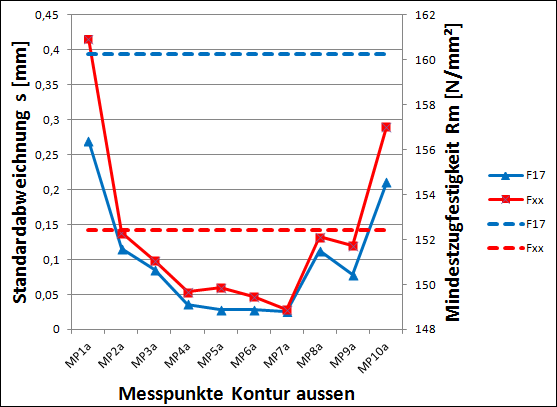 Standardabweichnung s [mm]
0,45
0,4
0,35
0,3
0,25
0,2
0,15
0,1
0,05
0
162
160
158
156
154
152
150
148
Mindestzugfestigkeit Rm [N/mm²]
MP1a
MP2a
MP3a
MP4a
MP5a
MP6a
MP7a
MP8a
MP9a
MP10a
Messpunkte Kontur aussen
F17
Fxx
F17
Fxx